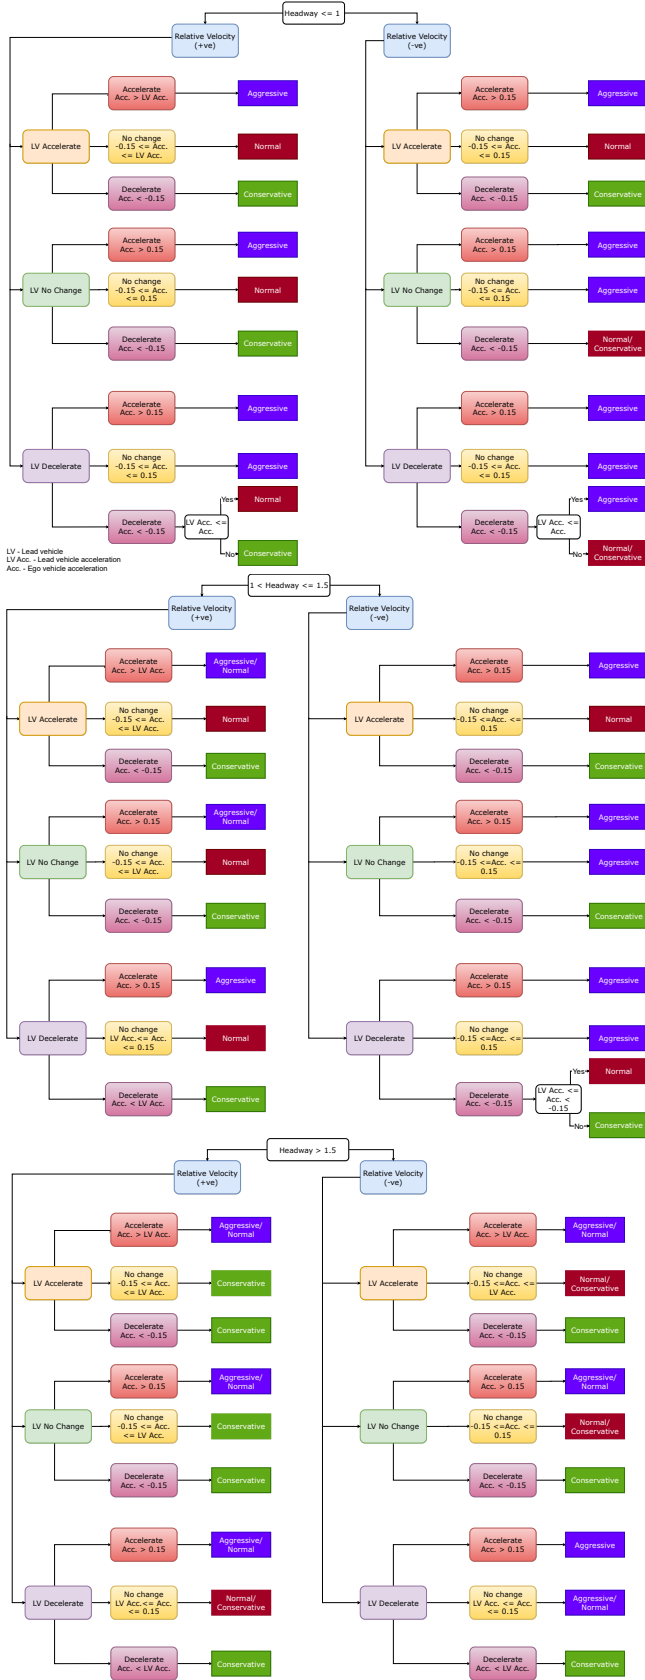 Headway <= 1
Relative Velocity
(+ve)
Relative Velocity
(-ve)
Accelerate
Acc. > LV Acc.
Aggressive
LV Accelerate
No change
-0.15 <= Acc.
<= LV Acc.
Normal
Decelerate
Acc. < -0.15
Conservative
Accelerate
Acc. > 0.15
Aggressive
LV No Change
No change
-0.15 <= Acc.
<= 0.15
Normal
Decelerate
Acc. < -0.15
Conservative
Accelerate
Acc. > 0.15
Aggressive
LV Decelerate
No change
-0.15 <= Acc.
<= 0.15
Aggressive
Decelerate
Acc. < -0.15
LV Acc. <=
Acc.
Yes
Normal
No
Conservative
Accelerate
Acc. > 0.15
Aggressive
LV Accelerate
No change
-0.15 <= Acc.
<= 0.15
Normal
Decelerate
Acc. < -0.15
Conservative
Accelerate
Acc. > 0.15
Aggressive
LV No Change
No change
-0.15 <= Acc.
<= 0.15
Aggressive
Decelerate
Acc. < -0.15
Normal/
Conservative
Accelerate
Acc. > 0.15
Aggressive
LV Decelerate
No change
-0.15 <= Acc.
<= 0.15
Aggressive
Decelerate
Acc. < -0.15
LV Acc. <=
Acc.
Yes
Aggressive
No
Normal/
Conservative
LV - Lead vehicle
LV Acc. - Lead vehicle acceleration
Acc. - Ego vehicle acceleration
1 < Headway <= 1.5
Relative Velocity
(+ve)
Relative Velocity
(-ve)
Accelerate
Acc. > LV Acc.
Aggressive/
Normal
LV Accelerate
No change
-0.15 <= Acc.
<= LV Acc.
Normal
Decelerate
Acc. < -0.15
Conservative
Accelerate
Acc. > 0.15
Aggressive/
Normal
LV No Change
No change
-0.15 <= Acc.
<= LV Acc.
Normal
Decelerate
Acc. < -0.15
Conservative
Accelerate
Acc. > 0.15
Aggressive
LV Decelerate
No change
LV Acc.<= Acc.
<= 0.15
Normal
Decelerate
Acc. < LV Acc.
Conservative
Accelerate
Acc. > 0.15
Aggressive
LV Accelerate
No change
-0.15 <=Acc. <=
0.15
Normal
Decelerate
Acc. < -0.15
Conservative
Accelerate
Acc. > 0.15
Aggressive
LV No Change
No change
-0.15 <=Acc. <=
0.15
Aggressive
Decelerate
Acc. < -0.15
Conservative
Accelerate
Acc. > 0.15
Aggressive
LV Decelerate
No change
-0.15 <=Acc. <=
0.15
Aggressive
Decelerate
Acc. < -0.15
LV Acc. <=
Acc. <
-0.15
Yes
Normal
No
Conservative
Headway > 1.5
Relative Velocity
(+ve)
Relative Velocity
(-ve)
Accelerate
Acc. > LV Acc.
Aggressive/
Normal
LV Accelerate
No change
-0.15 <= Acc.
<= LV Acc.
Conservative
Decelerate
Acc. < -0.15
Conservative
Accelerate
Acc. > 0.15
Aggressive/
Normal
LV No Change
No change
-0.15 <= Acc.
<= LV Acc.
Conservative
Decelerate
Acc. < -0.15
Conservative
Accelerate
Acc. > 0.15
Aggressive/
Normal
LV Decelerate
No change
LV Acc.<= Acc.
<= 0.15
Normal/
Conservative
Decelerate
Acc. < LV Acc.
Conservative
Accelerate
Acc. > LV Acc.
Aggressive/
Normal
LV Accelerate
No change
-0.15 <=Acc. <=
LV Acc.
Normal/
Conservative
Decelerate
Acc. < -0.15
Conservative
Accelerate
Acc. > 0.15
Aggressive/
Normal
LV No Change
No change
-0.15 <=Acc. <=
0.15
Normal/
Conservative
Decelerate
Acc. < -0.15
Conservative
Accelerate
Acc. > 0.15
Aggressive
LV Decelerate
No change
LV Acc. <= Acc.
<= 0.15
Aggressive/
Normal
Decelerate
Acc. < LV Acc.
Conservative